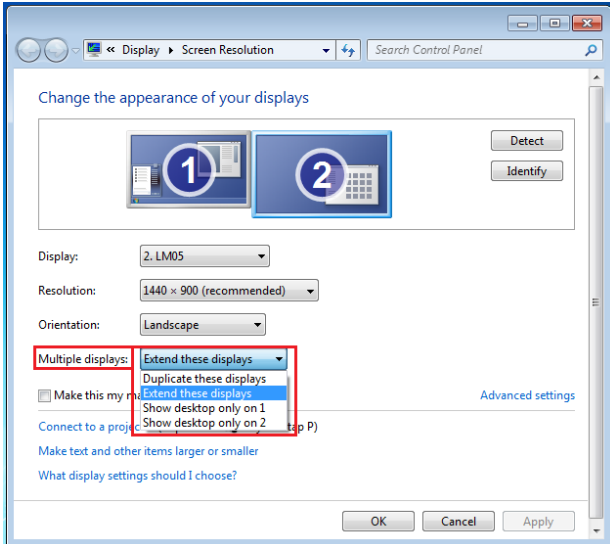 « Display ▸ Screen Resolution
Search Control Panel
Change the appearance of your displays
1
2
Detect
Identify
Display:
2. LM05
Resolution:
1440 × 900 (recommended)
Orientation:
Landscape
Multiple displays:
Extend these displays
Duplicate these displays
Make this my
Extend these displays
Advanced settings
Show desktop only on 1
Connect to a
Show desktop only on 2
P)
Make text and other items larger or smaller
What display settings should I choose?
OK
Cancel
Apply